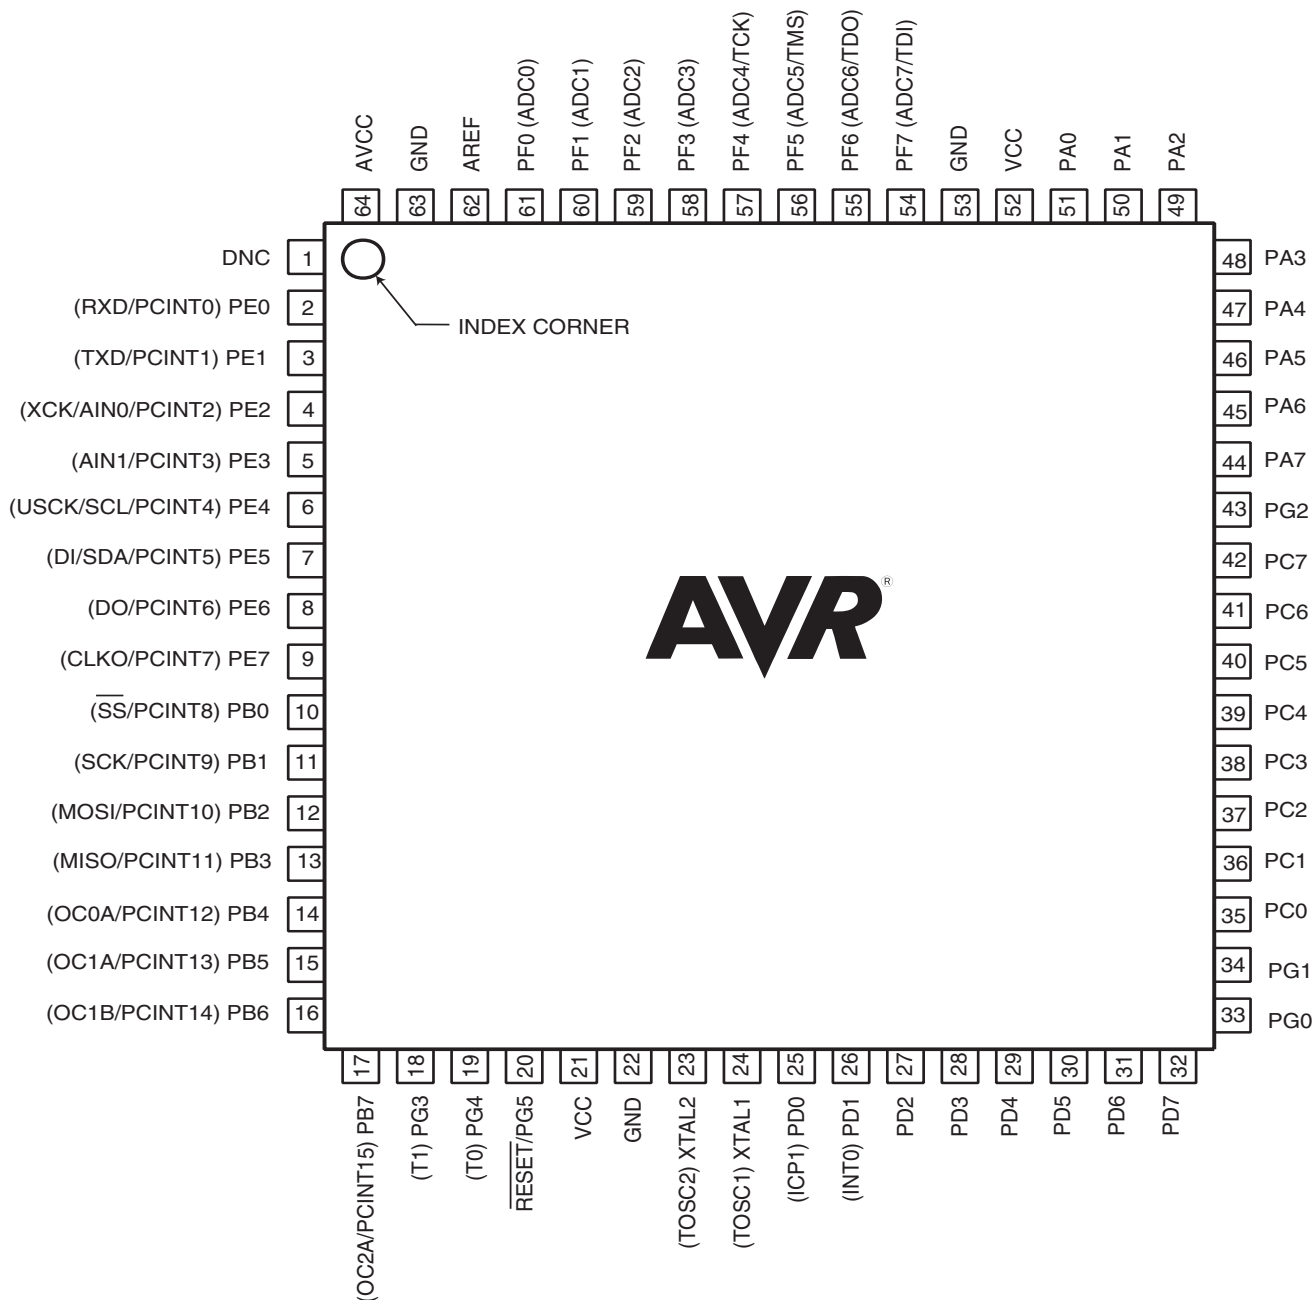 AVCC
GND
AREF
PF0 (ADC0)
PF1 (ADC1)
PF2 (ADC2)
PF3 (ADC3)
PF4 (ADC4/TCK)
PF5 (ADC5/TMS)
PF6 (ADC6/TDO)
PF7 (ADC7/TDI)
GND
VCC
PA0
PA1
PA2
64
63
62
61
60
59
58
57
56
55
54
53
52
51
50
49
DNC 1
(RXD/PCINT0) PE0 2
(TXD/PCINT1) PE1 3
(XCK/AIN0/PCINT2) PE2 4
(AIN1/PCINT3) PE3 5
(USCK/SCL/PCINT4) PE4 6
(DI/SDA/PCINT5) PE5 7
(DO/PCINT6) PE6 8
(CLKO/PCINT7) PE7 9
(SS/PCINT8) PB0 10
(SCK/PCINT9) PB1 11
(MOSI/PCINT10) PB2 12
(MISO/PCINT11) PB3 13
(OC0A/PCINT12) PB4 14
(OC1A/PCINT13) PB5 15
(OC1B/PCINT14) PB6 16
INDEX CORNER
AVR®
48 PA3
47 PA4
46 PA5
45 PA6
44 PA7
43 PG2
42 PC7
41 PC6
40 PC5
39 PC4
38 PC3
37 PC2
36 PC1
35 PC0
34 PG1
33 PG0
17
18
19
20
21
22
23
24
25
26
27
28
29
30
31
32
(OC2A/PCINT15) PB7
(T1) PG3
(T0) PG4
RESET/PG5
VCC
GND
(TOSC2) XTAL2
(TOSC1) XTAL1
(ICP1) PD0
(INT0) PD1
PD2
PD3
PD4
PD5
PD6
PD7